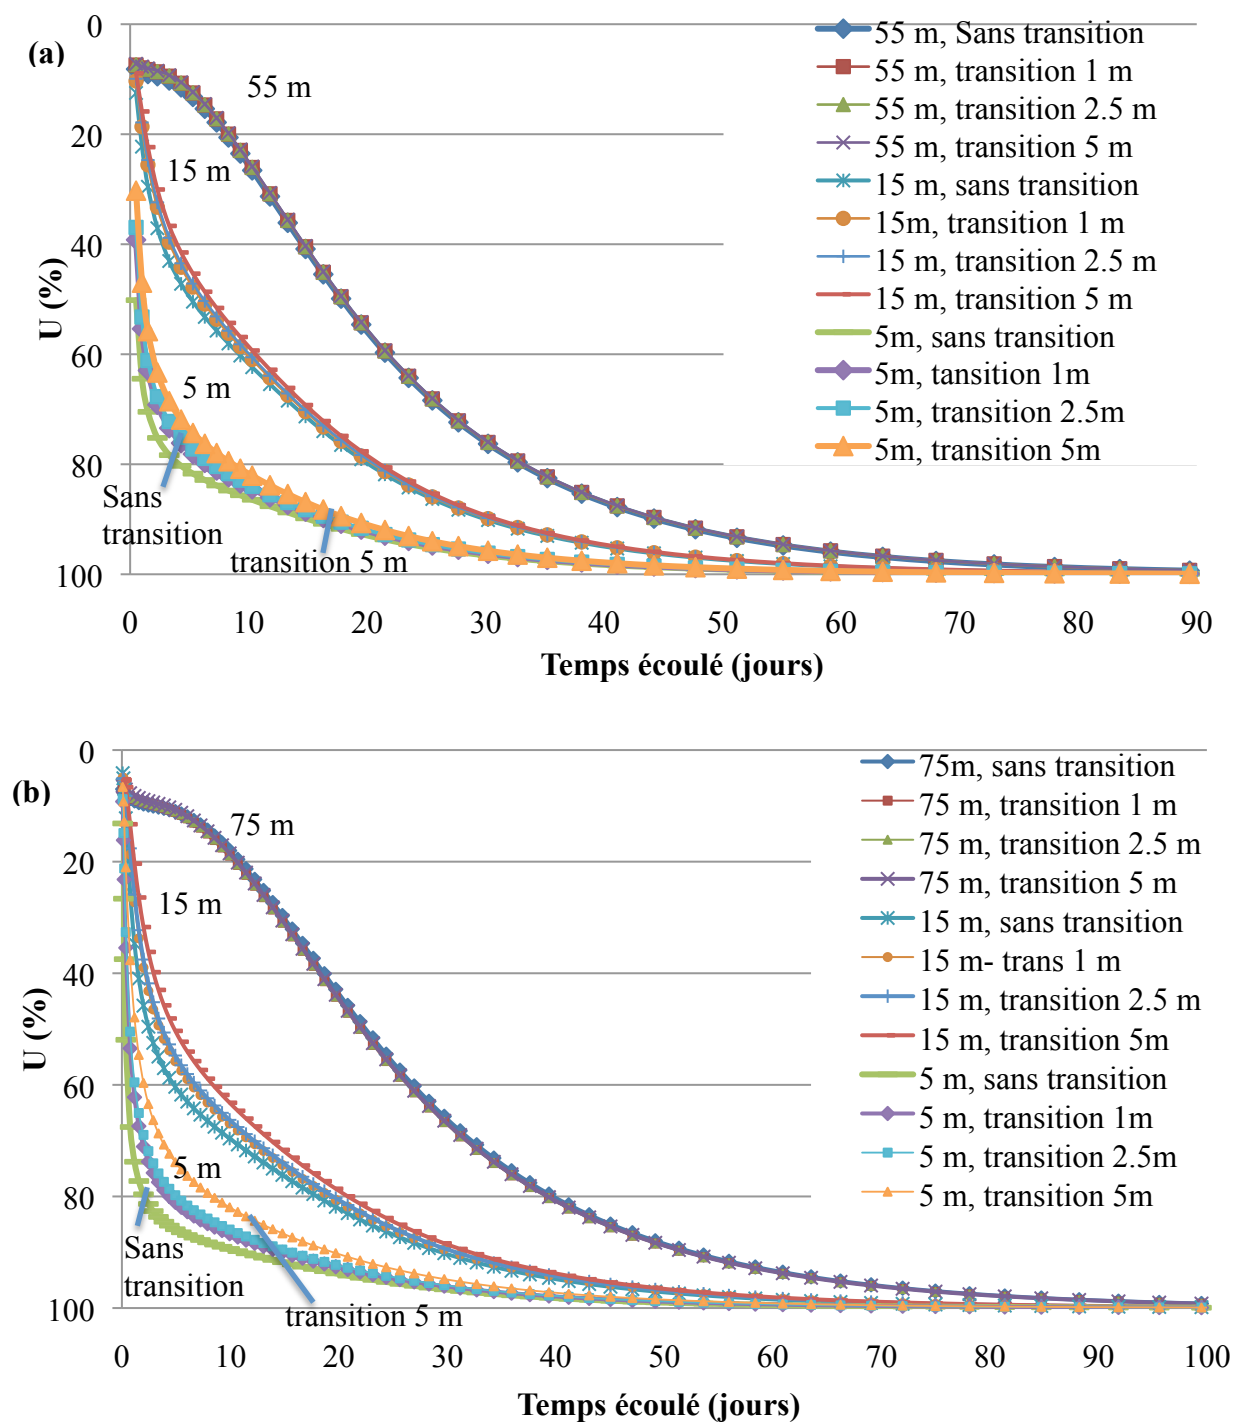 (a)
U (%)
0
20
40
60
80
100
55 m
15 m
5 m
Sans
transition
transition 5 m
55 m, Sans transition
55 m, transition 1 m
55 m, transition 2.5 m
55 m, transition 5 m
15 m, sans transition
15m, transition 1 m
15 m, transition 2.5 m
15 m, transition 5 m
5m, sans transition
5m, tansition 1m
5m, transition 2.5m
5m, transition 5m
0 10 20 30 40 50 60 70 80 90
Temps écoulé (jours)
(b)
U (%)
0
20
40
60
80
100
75 m
15 m
5 m
Sans
transition
transition 5 m
75m, sans transition
75 m, transition 1 m
75 m, transition 2.5 m
75 m, transition 5 m
15 m, sans transition
15 m- trans 1 m
15 m, transition 2.5 m
15 m, transition 5m
5 m, sans transition
5 m, transition 1m
5 m, transition 2.5m
5 m, transition 5m
0 10 20 30 40 50 60 70 80 90 100
Temps écoulé (jours)